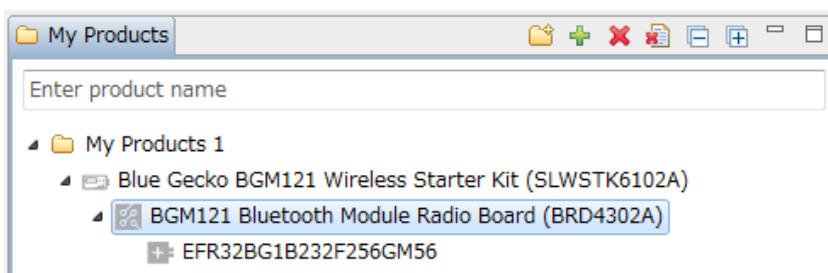 My Products
Enter product name
My Products 1
Blue Gecko BGM121 Wireless Starter Kit (SLWSTK6102A)
BGM121 Bluetooth Module Radio Board (BRD4302A)
EFR32BG1B232F256GM56